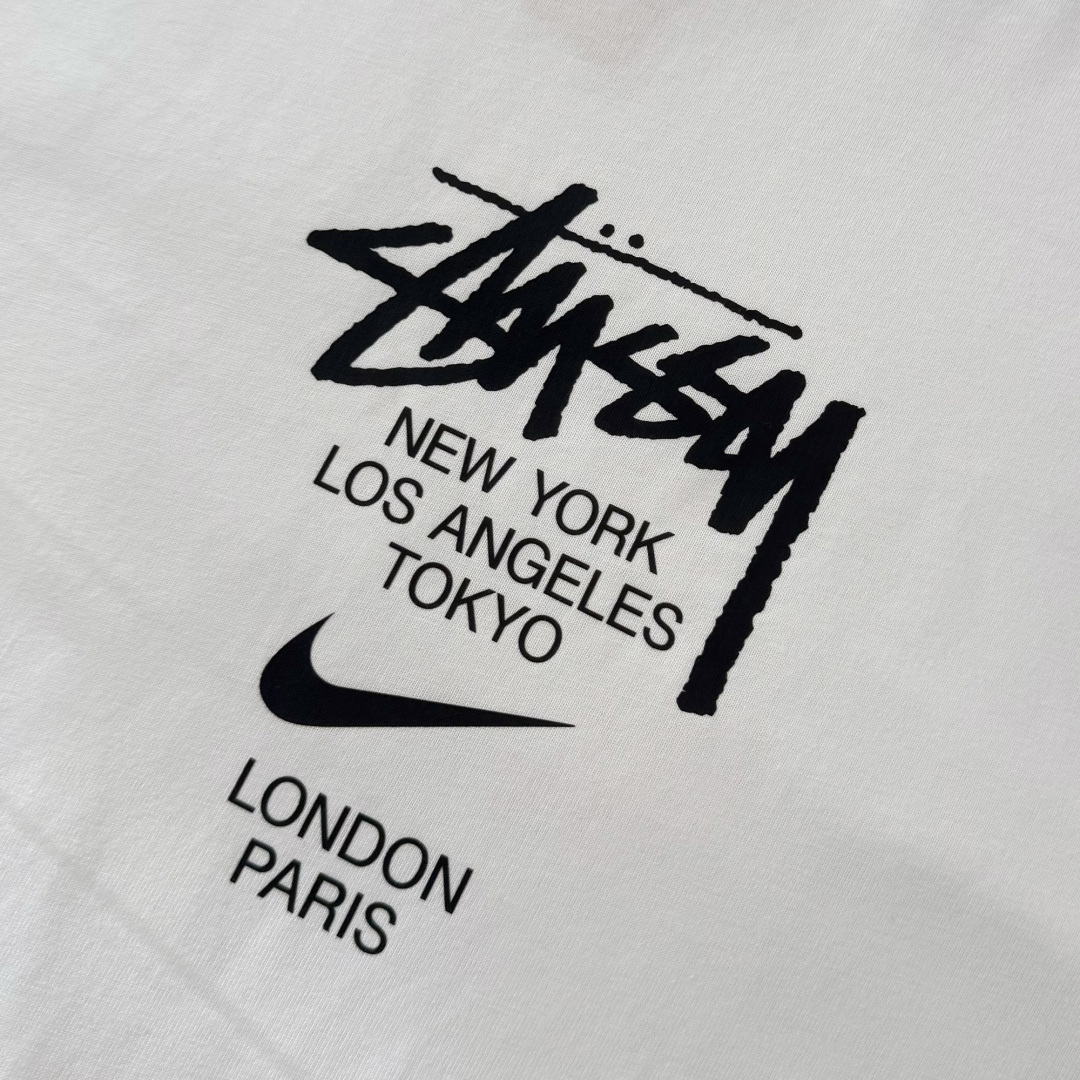 Stüssy
NEW YORK
LOS ANGELES
TOKYO
LONDON
PARIS